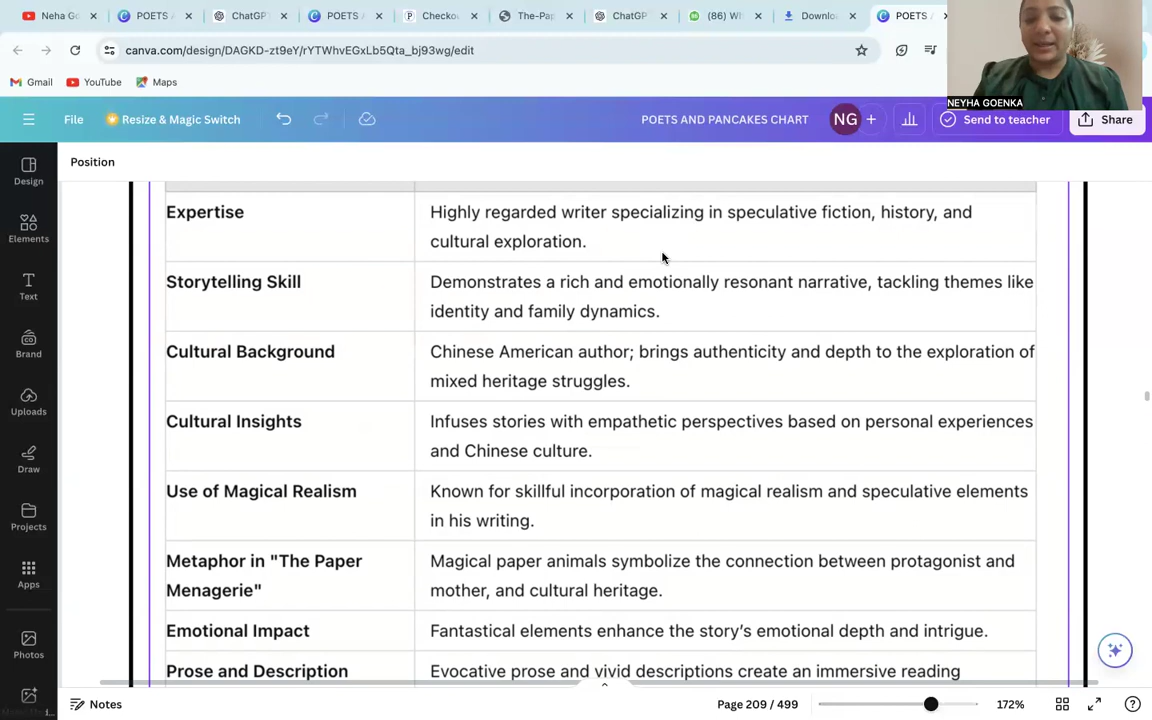 Neha Go
POETS
ChatGP
POETS
Checko
The-Pap
ChatGP
(86) W
Downlo
POETS
canva.com/design/DAGKD-zt9eY/rYTWhvEGxLb5Qta_bj93wg/edit
Gmail
YouTube
Maps
NEYHA GOENKA
File
Resize & Magic Switch
POETS AND PANCAKES CHART
NG
Send to teacher
Share
Position
Design
Elements
Text
Brand
Uploads
Draw
Projects
Apps
Photos
Expertise
Highly regarded writer specializing in speculative fiction, history, and
cultural exploration.
Storytelling Skill
Demonstrates a rich and emotionally resonant narrative, tackling themes like
identity and family dynamics.
Cultural Background
Chinese American author; brings authenticity and depth to the exploration of
mixed heritage struggles.
Cultural Insights
Infuses stories with empathetic perspectives based on personal experiences
and Chinese culture.
Use of Magical Realism
Known for skillful incorporation of magical realism and speculative elements
in his writing.
Metaphor in "The Paper
Menagerie"
Magical paper animals symbolize the connection between protagonist and
mother, and cultural heritage.
Emotional Impact
Fantastical elements enhance the story's emotional depth and intrigue.
Prose and Description
Evocative prose and vivid descriptions create an immersive reading
Notes
Page 209 / 499
172%